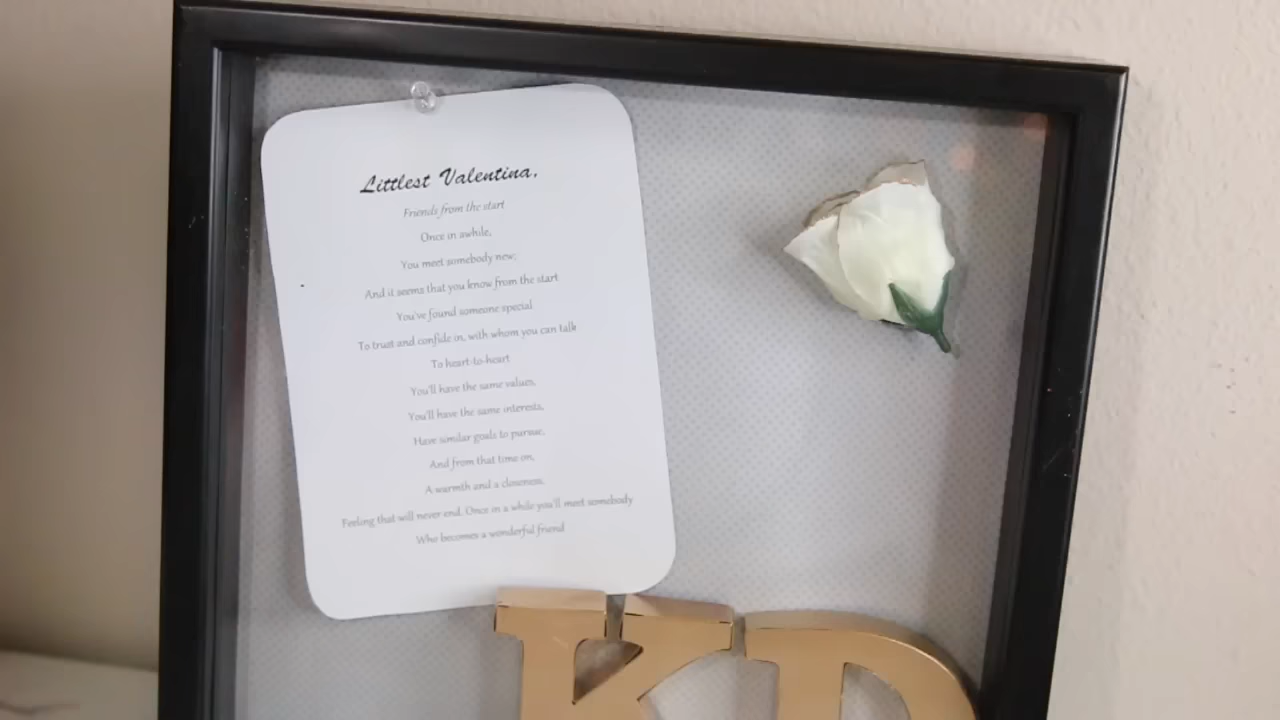 Littlest Valentina,
Friends from the start
Once in awhile,
You meet somebody new;
And it seems that you know from the start
You've found someone special
To trust and confide in, with whom you can talk
To heart-to-heart
You'll have the same values,
You'll have the same interests,
Have similar goals to pursue,
And from that time on,
A warmth and a closeness,
Feeling that will never end. Once in a while you'll meet somebody
Who becomes a wonderful friend
KD